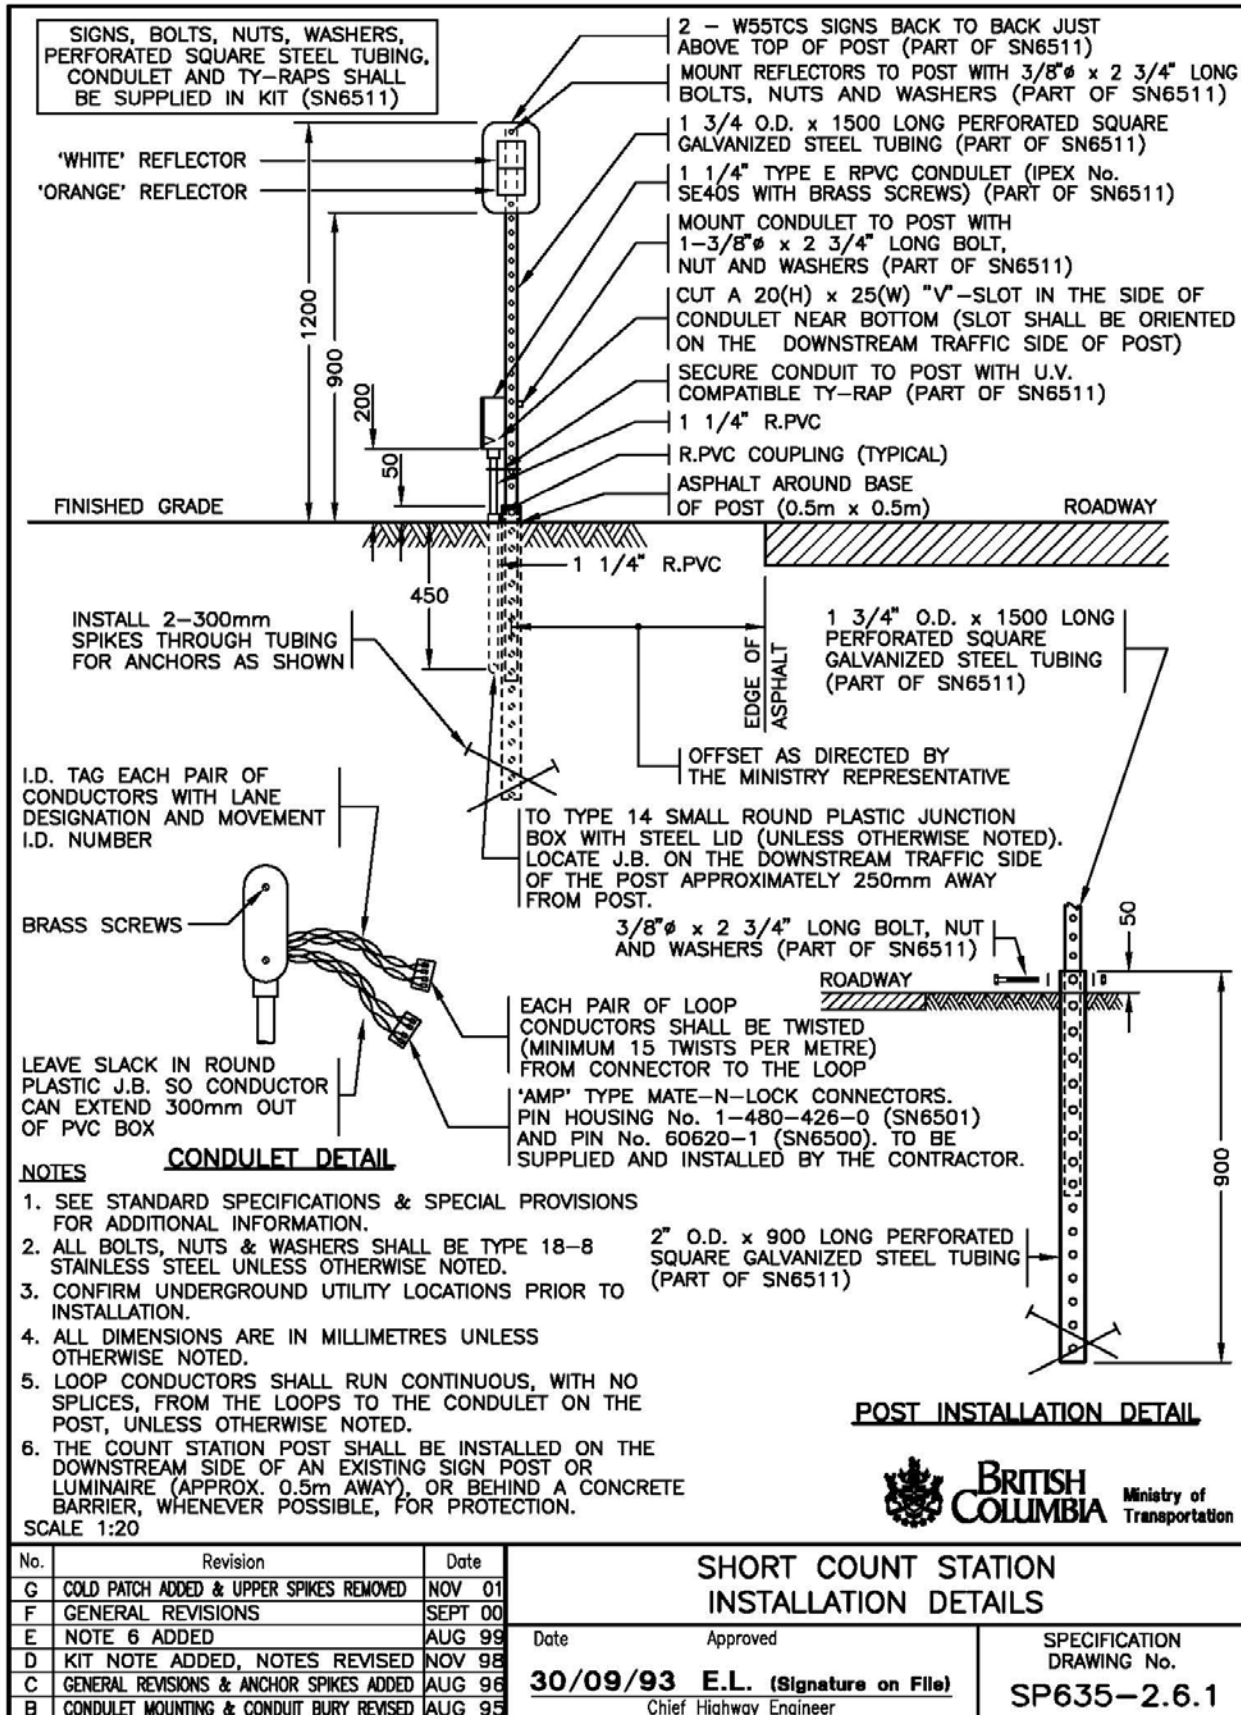 SIGNS, BOLTS, NUTS, WASHERS,
PERFORATED SQUARE STEEL TUBING,
CONDULET AND TY-RAPS SHALL
BE SUPPLIED IN KIT (SN6511)
2 - W55TCS SIGNS BACK TO BACK JUST
ABOVE TOP OF POST (PART OF SN6511)
MOUNT REFLECTORS TO POST WITH 3/8"ø x 2 3/4" LONG
BOLTS, NUTS AND WASHERS (PART OF SN6511)
1 3/4 O.D. x 1500 LONG PERFORATED SQUARE
GALVANIZED STEEL TUBING (PART OF SN6511)
'WHITE' REFLECTOR
'ORANGE' REFLECTOR
1 1/4" TYPE E RPVC CONDULET (IPEX No.
SE40S WITH BRASS SCREWS) (PART OF SN6511)
MOUNT CONDULET TO POST WITH
1-3/8"ø x 2 3/4" LONG BOLT,
NUT AND WASHERS (PART OF SN6511)
CUT A 20(H) x 25(W) "V"-SLOT IN THE SIDE OF
CONDULET NEAR BOTTOM (SLOT SHALL BE ORIENTED
ON THE DOWNSTREAM TRAFFIC SIDE OF POST)
SECURE CONDUIT TO POST WITH U.V.
COMPATIBLE TY-RAP (PART OF SN6511)
1 1/4" R.PVC
R.PVC COUPLING (TYPICAL)
ASPHALT AROUND BASE
OF POST (0.5m x 0.5m)
1200
900
200
50
FINISHED GRADE
ROADWAY
1 1/4" R.PVC
450
INSTALL 2-300mm
SPIKES THROUGH TUBING
FOR ANCHORS AS SHOWN
EDGE OF
ASPHALT
1 3/4" O.D. x 1500 LONG
PERFORATED SQUARE
GALVANIZED STEEL TUBING
(PART OF SN6511)
OFFSET AS DIRECTED BY
THE MINISTRY REPRESENTATIVE
I.D. TAG EACH PAIR OF
CONDUCTORS WITH LANE
DESIGNATION AND MOVEMENT
I.D. NUMBER
TO TYPE 14 SMALL ROUND PLASTIC JUNCTION
BOX WITH STEEL LID (UNLESS OTHERWISE NOTED).
LOCATE J.B. ON THE DOWNSTREAM TRAFFIC SIDE
OF THE POST APPROXIMATELY 250mm AWAY
FROM POST.
BRASS SCREWS
3/8"ø x 2 3/4" LONG BOLT, NUT
AND WASHERS (PART OF SN6511)
50
ROADWAY
EACH PAIR OF LOOP
CONDUCTORS SHALL BE TWISTED
(MINIMUM 15 TWISTS PER METRE)
FROM CONNECTOR TO THE LOOP
LEAVE SLACK IN ROUND
PLASTIC J.B. SO CONDUCTOR
CAN EXTEND 300mm OUT
OF PVC BOX
'AMP' TYPE MATE-N-LOCK CONNECTORS.
PIN HOUSING No. 1-480-426-0 (SN6501)
AND PIN No. 60620-1 (SN6500). TO BE
SUPPLIED AND INSTALLED BY THE CONTRACTOR.
CONDULET DETAIL
900
2" O.D. x 900 LONG PERFORATED
SQUARE GALVANIZED STEEL TUBING
(PART OF SN6511)
POST INSTALLATION DETAIL
NOTES
1. SEE STANDARD SPECIFICATIONS & SPECIAL PROVISIONS
FOR ADDITIONAL INFORMATION.
2. ALL BOLTS, NUTS & WASHERS SHALL BE TYPE 18-8
STAINLESS STEEL UNLESS OTHERWISE NOTED.
3. CONFIRM UNDERGROUND UTILITY LOCATIONS PRIOR TO
INSTALLATION.
4. ALL DIMENSIONS ARE IN MILLIMETRES UNLESS
OTHERWISE NOTED.
5. LOOP CONDUCTORS SHALL RUN CONTINUOUS, WITH NO
SPLICES, FROM THE LOOPS TO THE CONDULET ON THE
POST, UNLESS OTHERWISE NOTED.
6. THE COUNT STATION POST SHALL BE INSTALLED ON THE
DOWNSTREAM SIDE OF AN EXISTING SIGN POST OR
LUMINAIRE (APPROX. 0.5m AWAY), OR BEHIND A CONCRETE
BARRIER, WHENEVER POSSIBLE, FOR PROTECTION.
SCALE 1:20
BRITISH
COLUMBIA
Ministry of
Transportation
No. Revision Date
G COLD PATCH ADDED & UPPER SPIKES REMOVED NOV 01
F GENERAL REVISIONS SEPT 00
E NOTE 6 ADDED AUG 99
D KIT NOTE ADDED, NOTES REVISED NOV 98
C GENERAL REVISIONS & ANCHOR SPIKES ADDED AUG 96
B CONDULET MOUNTING & CONDUIT BURY REVISED AUG 95
SHORT COUNT STATION
INSTALLATION DETAILS
Date Approved
30/09/93 E.L. (Signature on File)
Chief Highway Engineer
SPECIFICATION
DRAWING No.
SP635-2.6.1